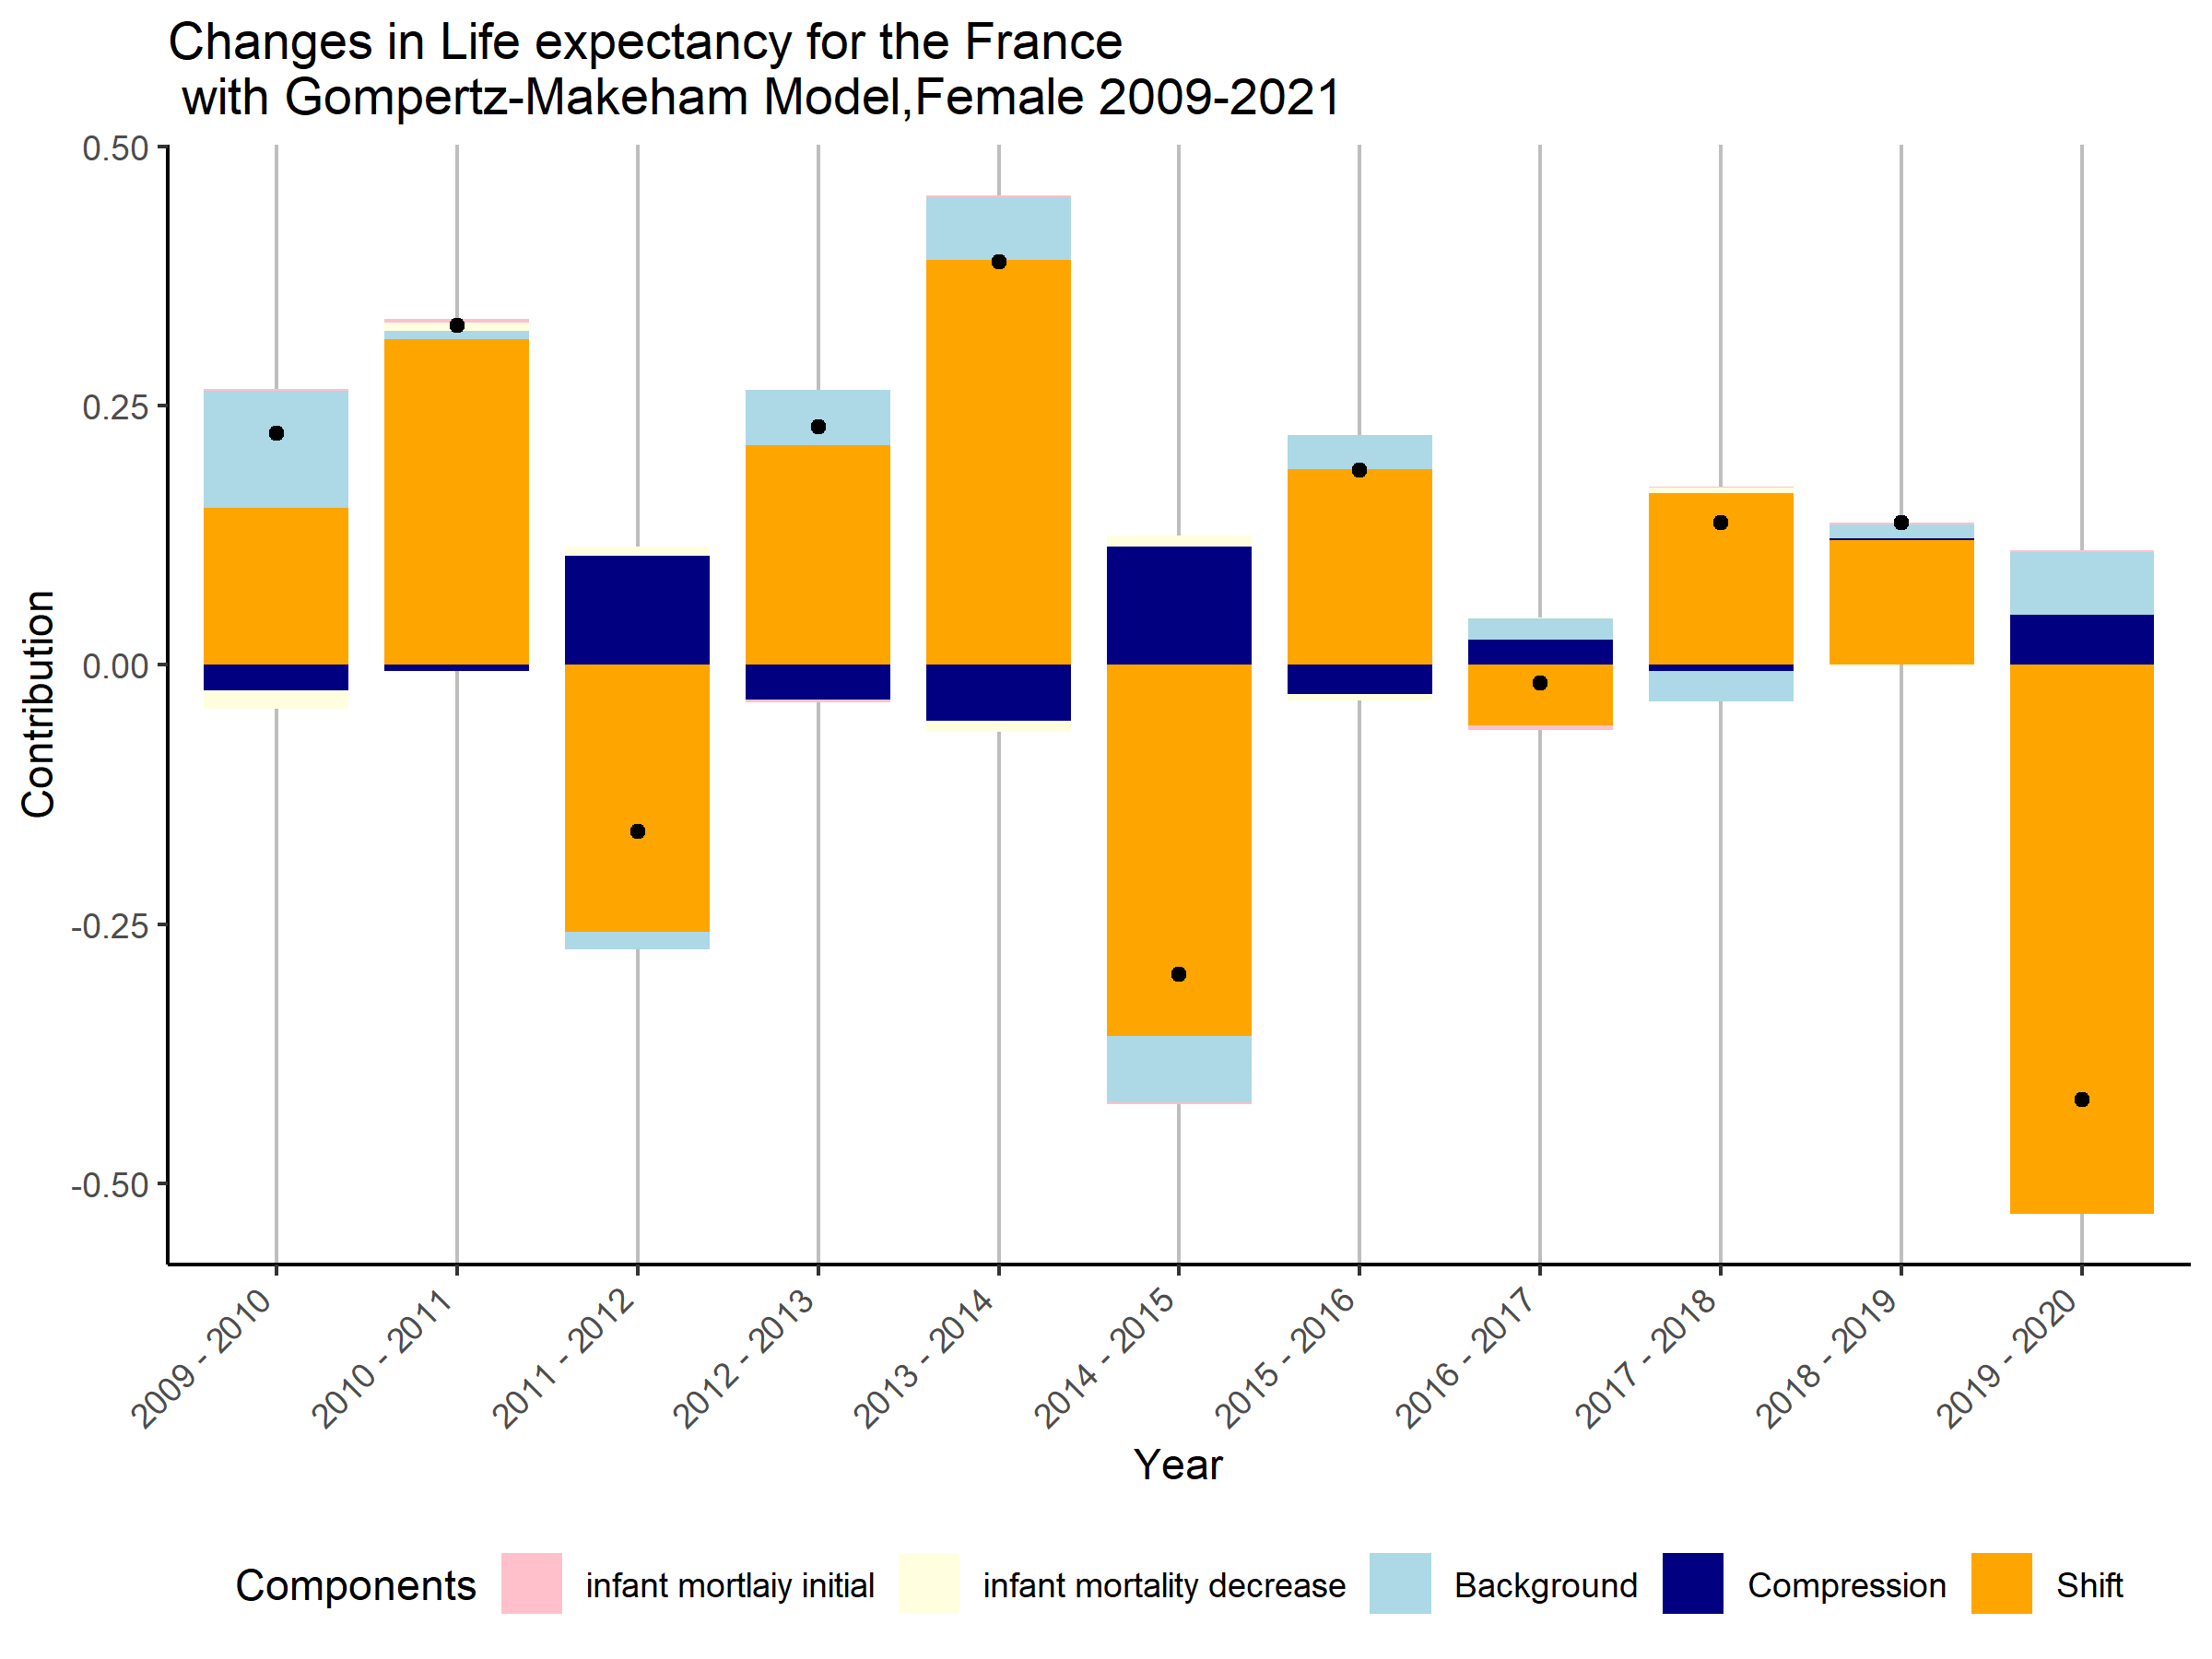 Changes in Life expectancy for the France
with Gompertz-Makeham Model,Female 2009-2021
0.50
0.25
0.00
-0.25
-0.50
Contribution
2009 - 2010
2010 - 2011
2011 - 2012
2012 - 2013
2013 - 2014
2014 - 2015
2015 - 2016
2016 - 2017
2017 - 2018
2018 - 2019
2019 - 2020
Year
Components
infant mortlaiy initial
infant mortality decrease
Background
Compression
Shift